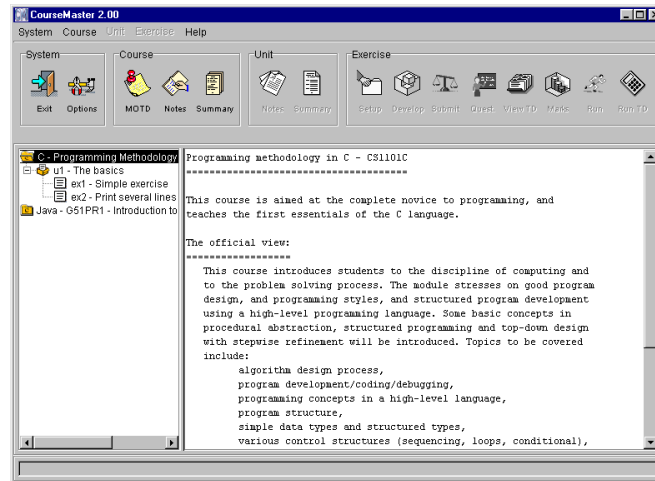 CourseMaster 2.00
System Course Unit Exercise Help
System Course Unit Exercise
Exit Options MOTD Notes Summary Notes Summary Setup Develop Submit Quest. View TD Marks Run Run TD
C - Programming Methodology
u1 - The basics
ex1 - Simple exercise
ex2 - Print several lines
Java - G51PR1 - Introduction to
Programming methodology in C - CS1101C
======================================
This course is aimed at the complete novice to programming, and
teaches the first essentials of the C language.
The official view:
==================
This course introduces students to the discipline of computing and
to the problem solving process. The module stresses on good program
design, and programming styles, and structured program development
using a high-level programming language. Some basic concepts in
procedural abstraction, structured programming and top-down design
with stepwise refinement will be introduced. Topics to be covered
include:
algorithm design process,
program development/coding/debugging,
programming concepts in a high-level language,
program structure,
simple data types and structured types,
various control structures (sequencing, loops, conditional),